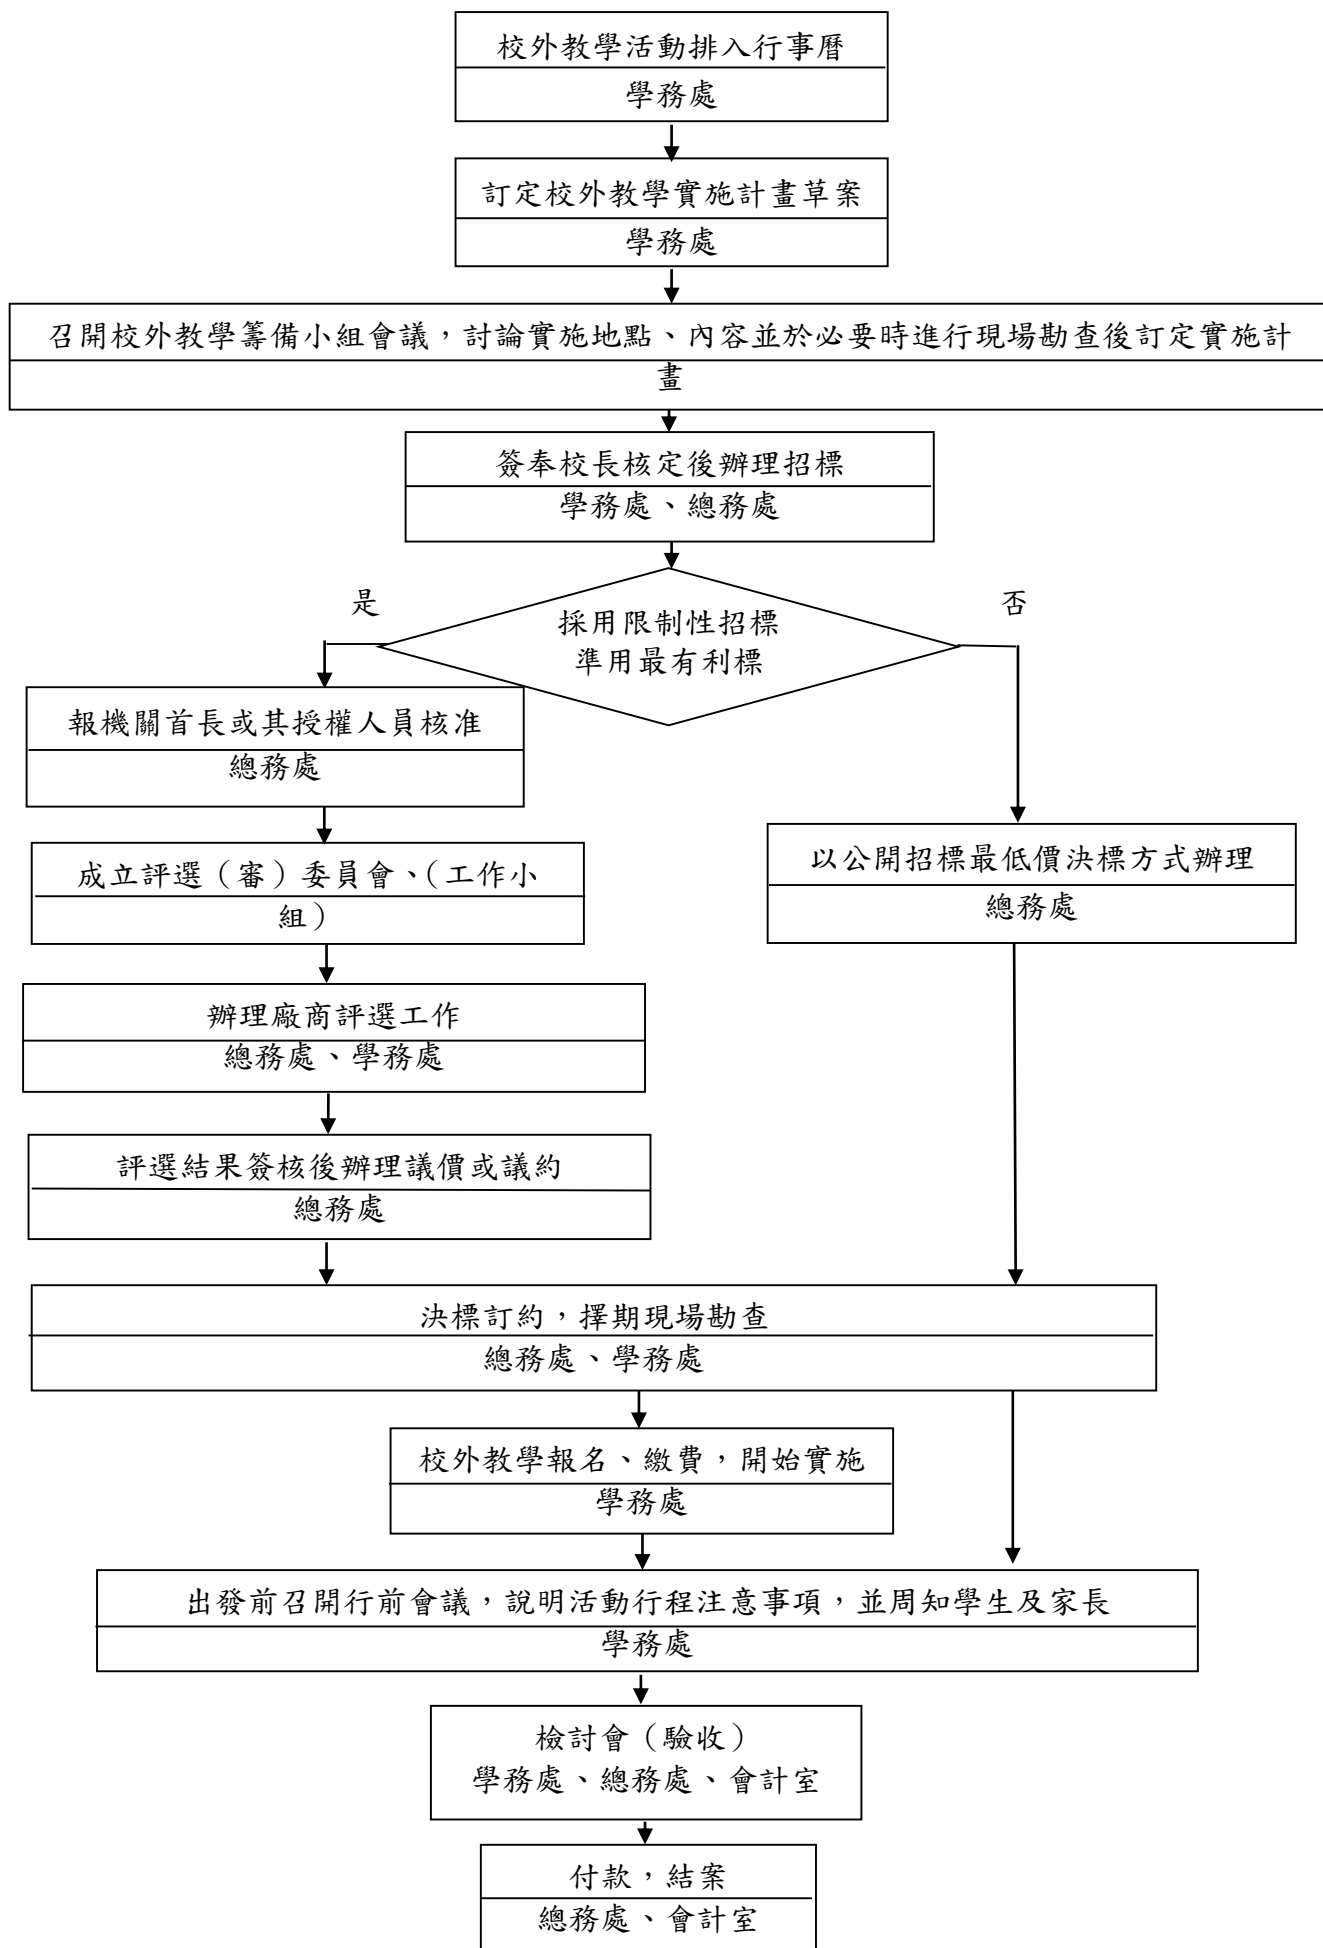 校外教學活動排入行事曆
學務處
訂定校外教學實施計畫草案
學務處
召開校外教學籌備小組會議，討論實施地點、內容並於必要時進行現場勘查後訂定實施計
畫
簽奉校長核定後辦理招標
學務處、總務處
是
否
採用限制性招標
準用最有利標
報機關首長或其授權人員核准
總務處
成立評選（審）委員會、（工作小
組）
以公開招標最低價決標方式辦理
總務處
辦理廠商評選工作
總務處、學務處
評選結果簽核後辦理議價或議約
總務處
決標訂約，擇期現場勘查
總務處、學務處
校外教學報名、繳費，開始實施
學務處
出發前召開行前會議，說明活動行程注意事項，並周知學生及家長
學務處
檢討會（驗收）
學務處、總務處、會計室
付款，結案
總務處、會計室